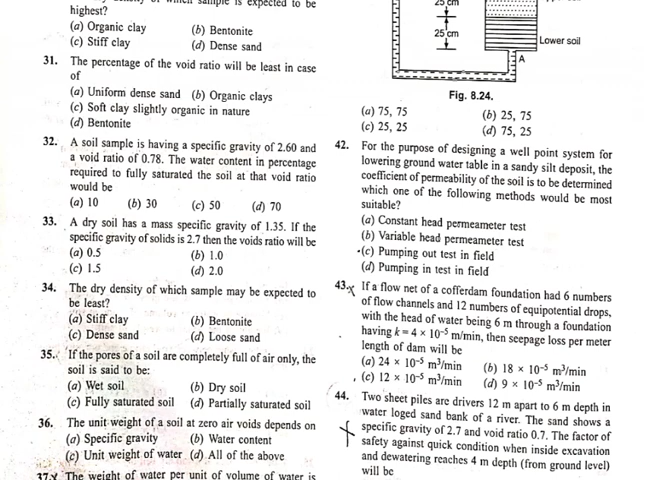 sample is expected to be
highest?
(a) Organic clay (b) Bentonite
(c) Stiff clay (d) Dense sand
31. The percentage of the void ratio will be least in case
of
(a) Uniform dense sand (b) Organic clays
(c) Soft clay slightly organic in nature
(d) Bentonite
32. A soil sample is having a specific gravity of 2.60 and
a void ratio of 0.78. The water content in percentage
required to fully saturated the soil at that void ratio
would be
(a) 10 (b) 30 (c) 50 (d) 70
33. A dry soil has a mass specific gravity of 1.35. If the
specific gravity of solids is 2.7 then the voids ratio will be
(a) 0.5 (b) 1.0
(c) 1.5 (d) 2.0
34. The dry density of which sample may be expected to
be least?
(a) Stiff clay (b) Bentonite
(c) Dense sand (d) Loose sand
35. If the pores of a soil are completely full of air only, the
soil is said to be:
(a) Wet soil (b) Dry soil
(c) Fully saturated soil (d) Partially saturated soil
36. The unit weight of a soil at zero air voids depends on
(a) Specific gravity (b) Water content
(c) Unit weight of water (d) All of the above
37. The weight of water per unit of volume of water is
25 cm
25 cm
Lower soil
A
Fig. 8.24.
(a) 75, 75 (b) 25, 75
(c) 25, 25 (d) 75, 25
42. For the purpose of designing a well point system for
lowering ground water table in a sandy silt deposit, the
coefficient of permeability of the soil is to be determined
which one of the following methods would be most
suitable?
(a) Constant head permeameter test
(b) Variable head permeameter test
(c) Pumping out test in field
(d) Pumping in test in field
43. If a flow net of a cofferdam foundation had 6 numbers
of flow channels and 12 numbers of equipotential drops,
with the head of water being 6 m through a foundation
having k = 4 × 10⁻⁵ m/min, then seepage loss per meter
length of dam will be
(a) 24 × 10⁻⁵ m³/min (b) 18 × 10⁻⁵ m³/min
(c) 12 × 10⁻⁵ m³/min (d) 9 × 10⁻⁵ m³/min
44. Two sheet piles are drivers 12 m apart to 6 m depth in
water loged sand bank of a river. The sand shows a
specific gravity of 2.7 and void ratio 0.7. The factor of
safety against quick condition when inside excavation
and dewatering reaches 4 m depth (from ground level)
will be